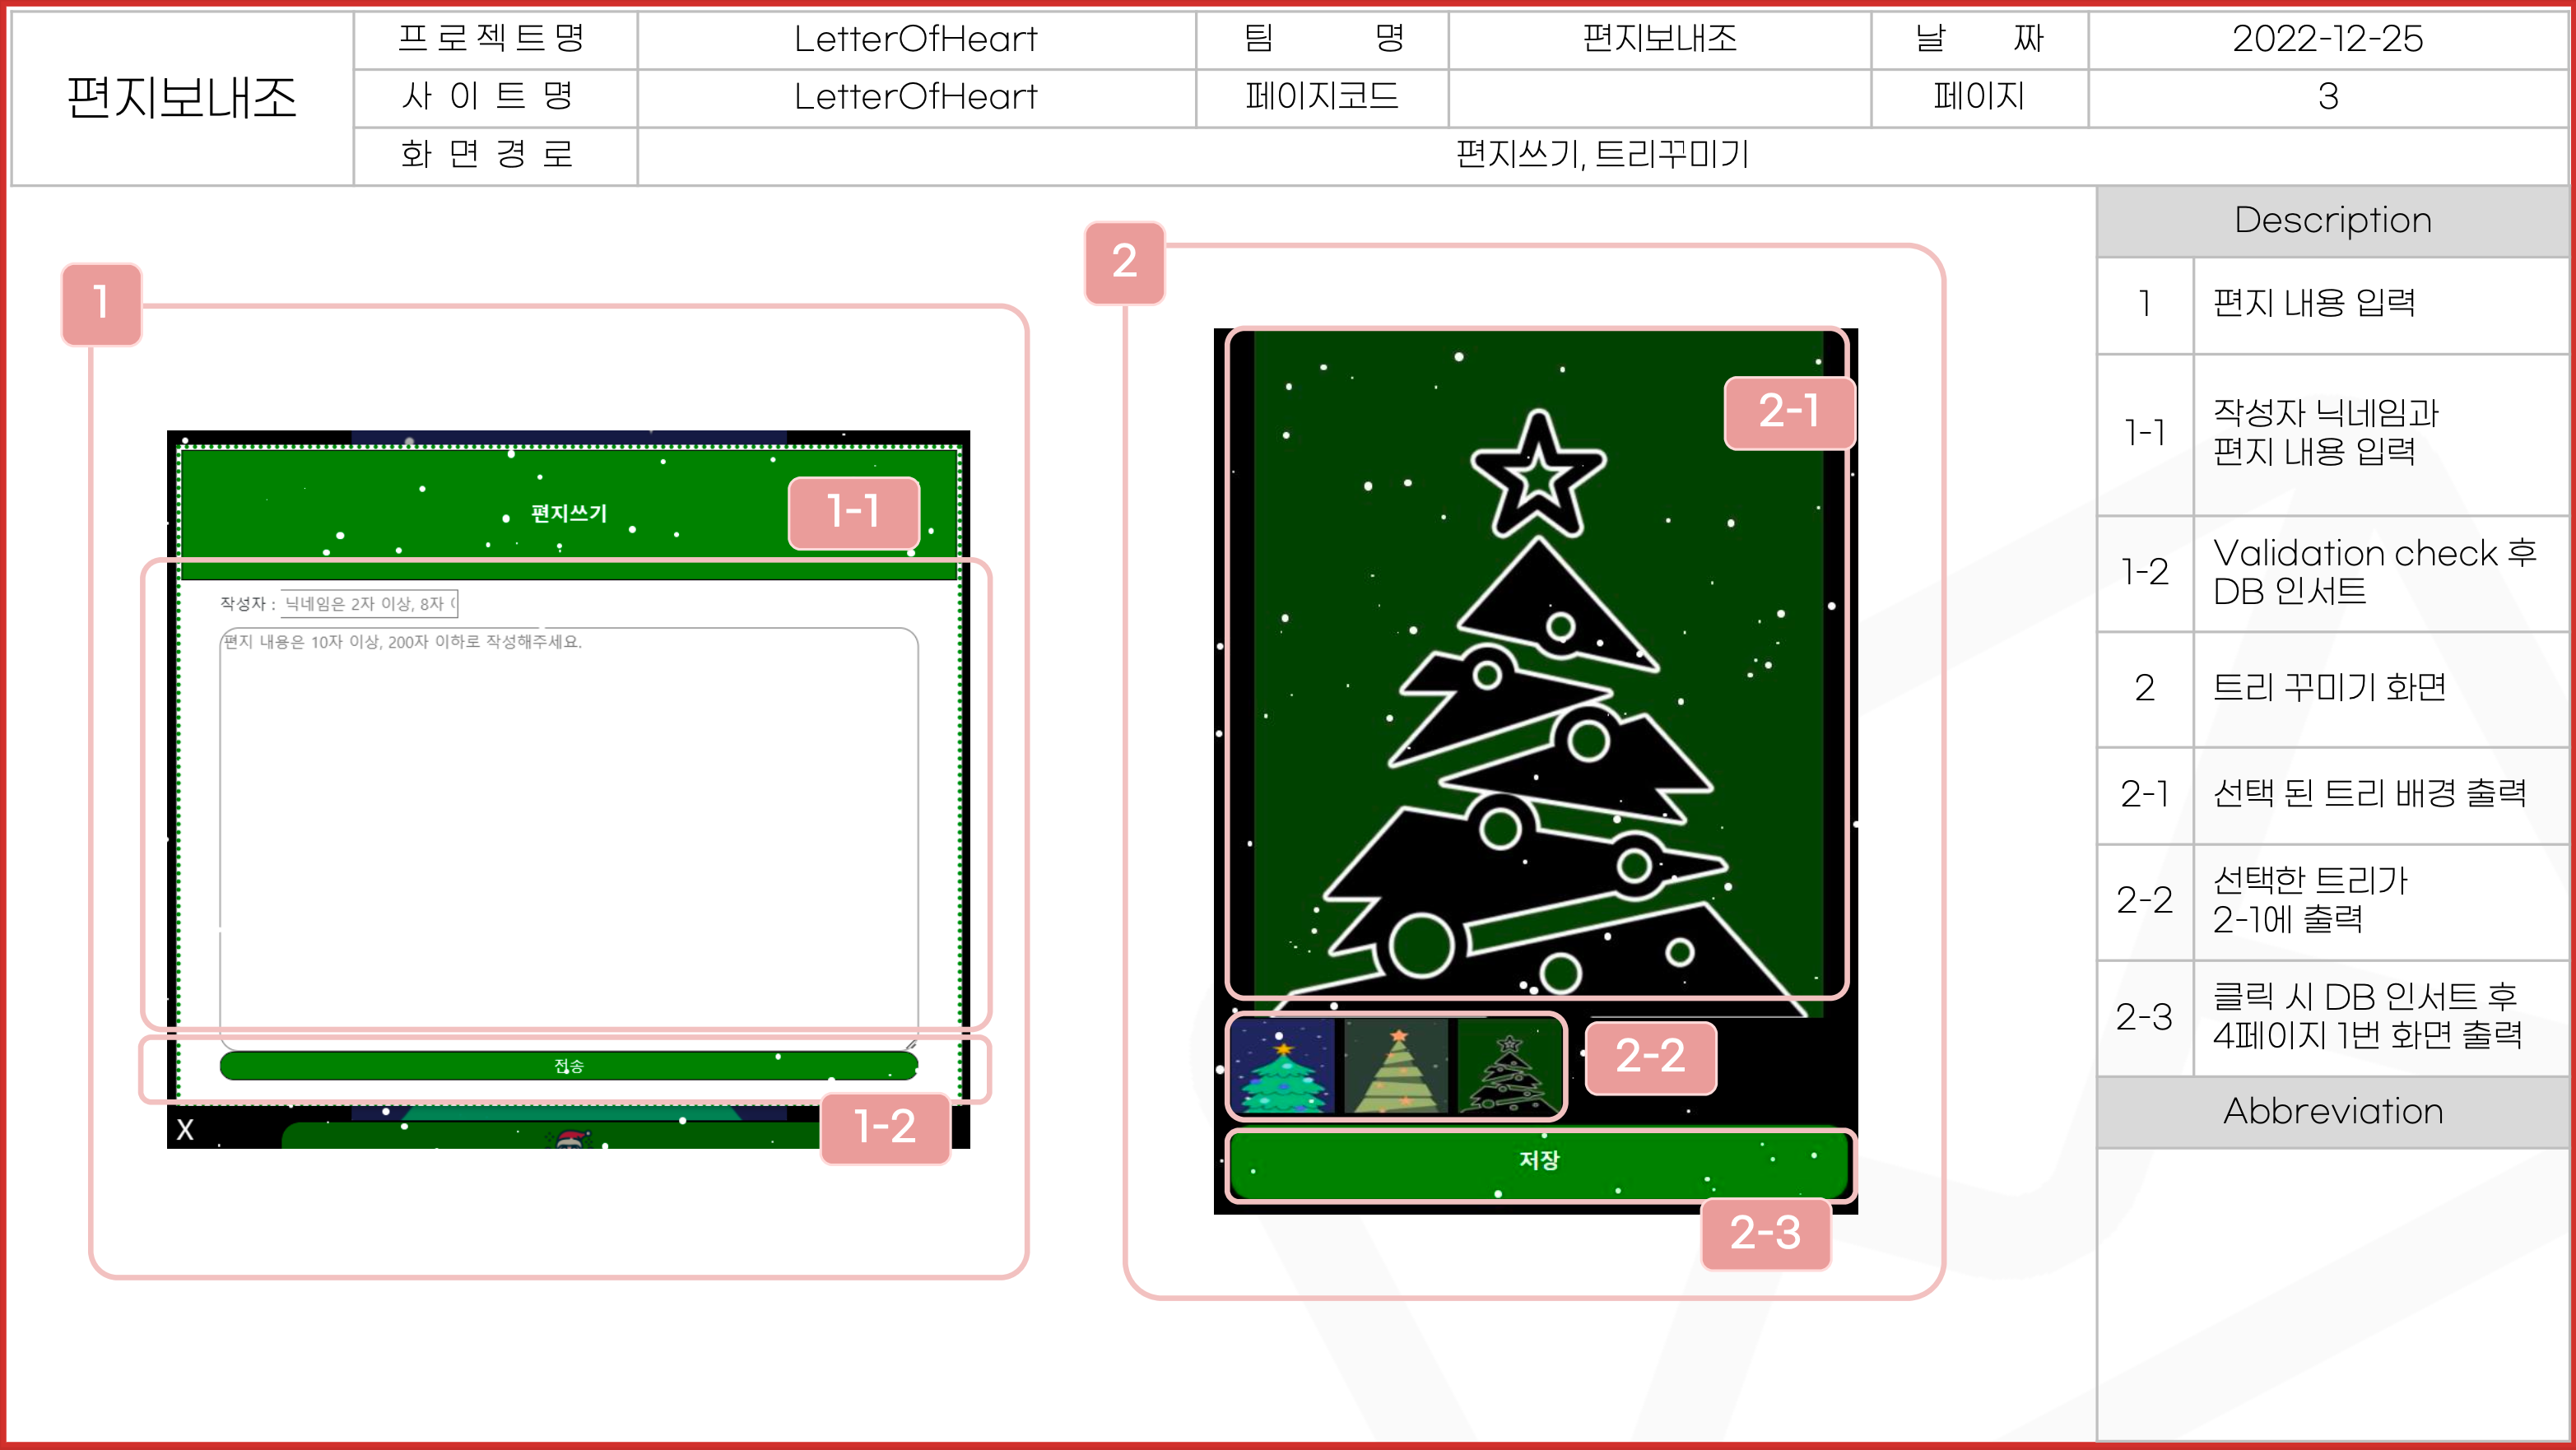 편지보내조
프로젝트명 LetterOfHeart 팀 명 편지보내조 날 짜 2022-12-25
사이트명 LetterOfHeart 페이지코드 페이지 3
화면경로 편지쓰기, 트리꾸미기
1
편지쓰기
1-1
작성자 : 닉네임은 2자 이상, 8자
편지 내용은 10자 이상, 200자 이하로 작성해주세요.
전송
X
1-2
2
2-1
2-2
저장
2-3
Description
1 편지 내용 입력
1-1 작성자 닉네임과
편지 내용 입력
1-2 Validation check 후
DB 인서트
2 트리 꾸미기 화면
2-1 선택 된 트리 배경 출력
2-2 선택한 트리가
2-1에 출력
2-3 클릭 시 DB 인서트 후
4페이지 1번 화면 출력
Abbreviation